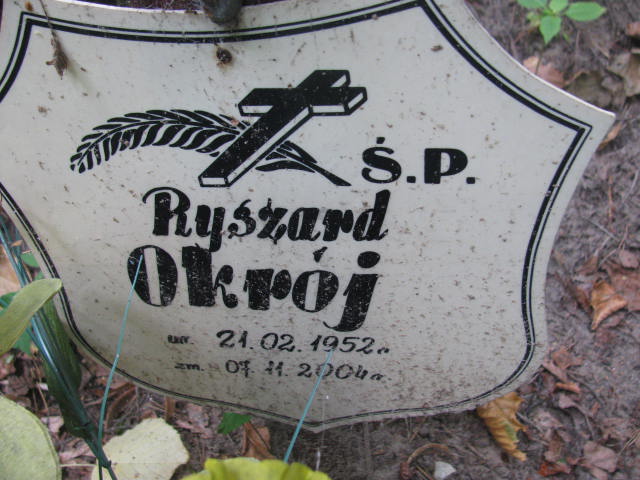 Ś.P.
Ryszard
Okrój
ur. 21.02.1952r.
zm. 07.11.2004r.